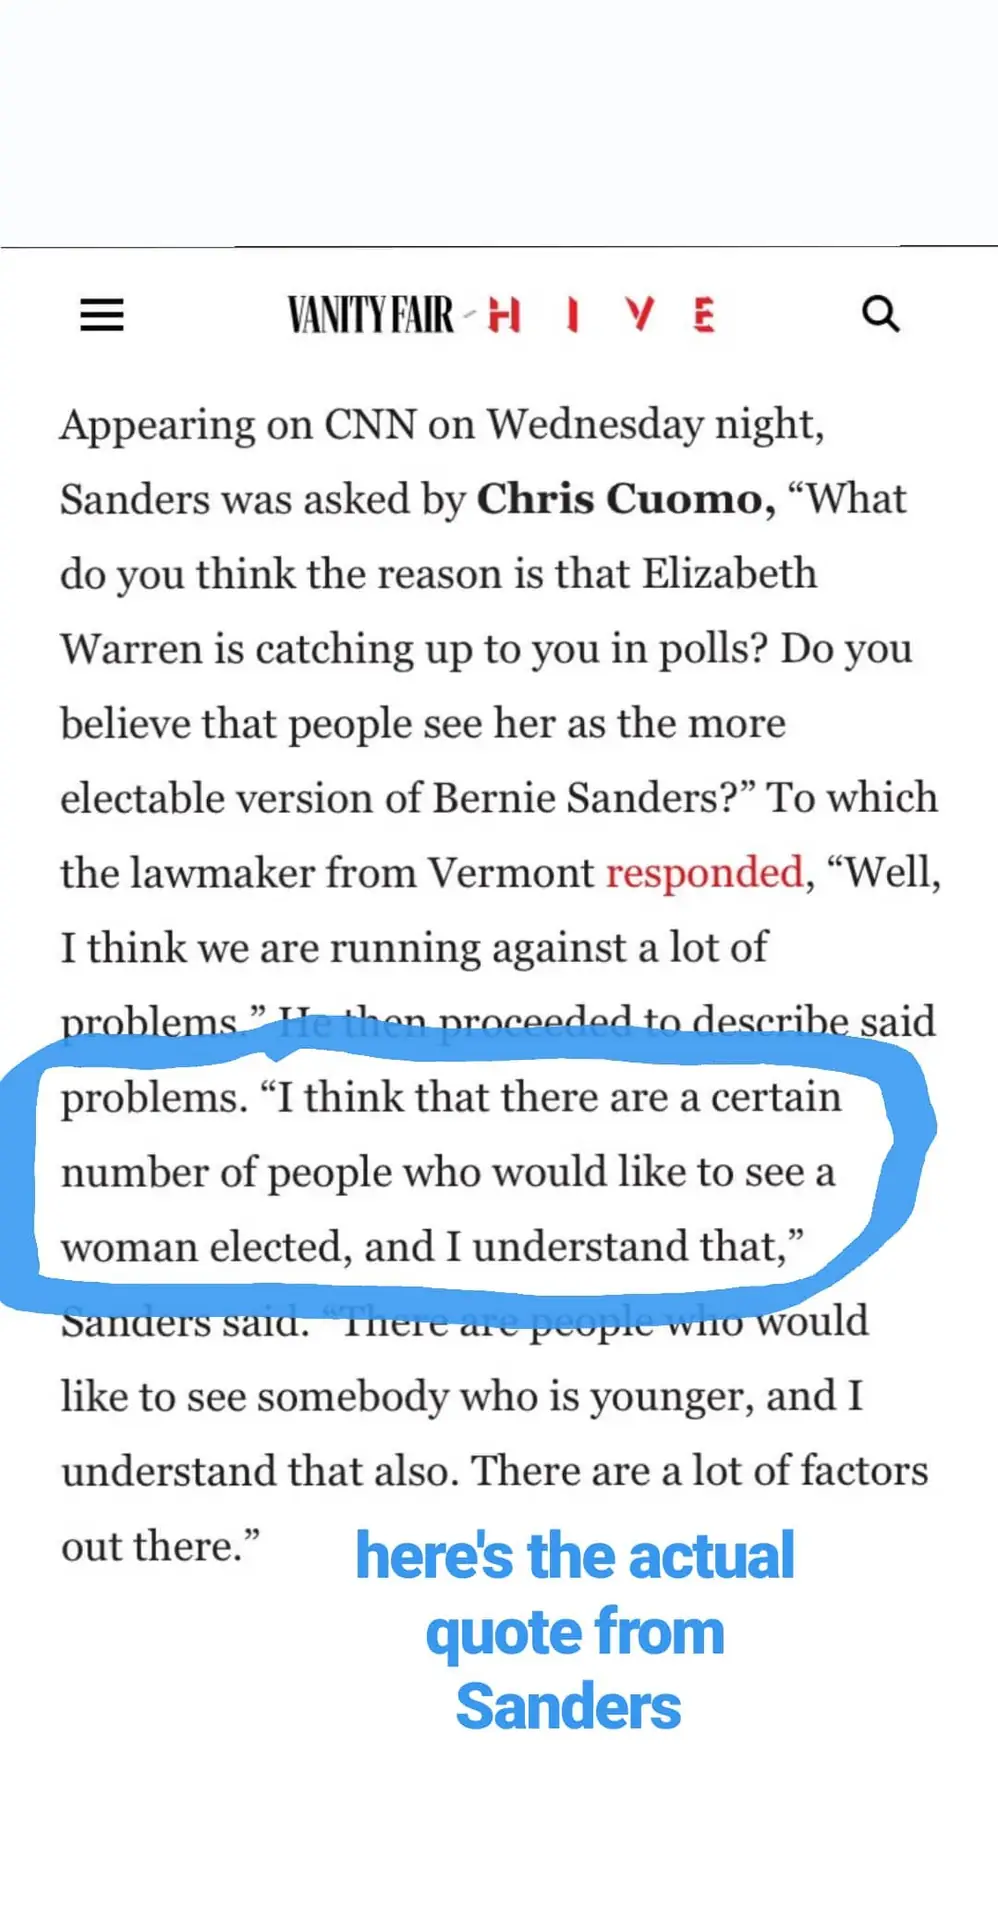 VANITY FAIR - HIVE
Appearing on CNN on Wednesday night,
Sanders was asked by Chris Cuomo, “What
do you think the reason is that Elizabeth
Warren is catching up to you in polls? Do you
believe that people see her as the more
electable version of Bernie Sanders?” To which
the lawmaker from Vermont responded, “Well,
I think we are running against a lot of
problems.” He then proceeded to describe said
problems. “I think that there are a certain
number of people who would like to see a
woman elected, and I understand that,”
Sanders said. “There are people who would
like to see somebody who is younger, and I
understand that also. There are a lot of factors
out there.”
here's the actual
quote from
Sanders